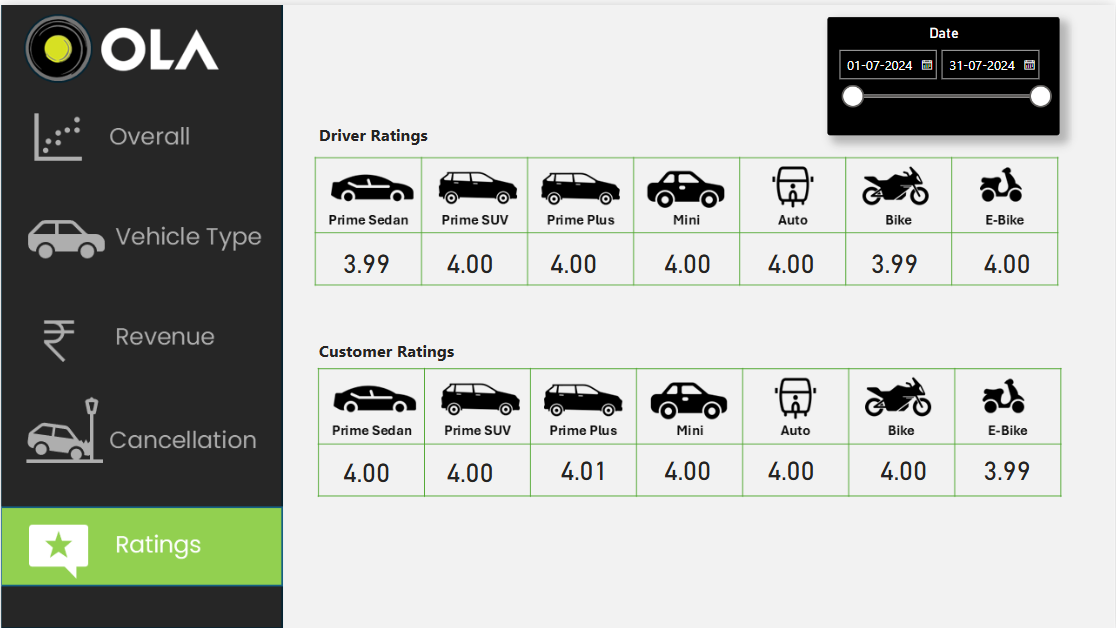 OLA
Date
01-07-2024 31-07-2024
Overall
Vehicle Type
Revenue
Cancellation
Ratings
Driver Ratings
Prime Sedan Prime SUV Prime Plus Mini Auto Bike E-Bike
3.99 4.00 4.00 4.00 4.00 3.99 4.00
Customer Ratings
Prime Sedan Prime SUV Prime Plus Mini Auto Bike E-Bike
4.00 4.00 4.01 4.00 4.00 4.00 3.99